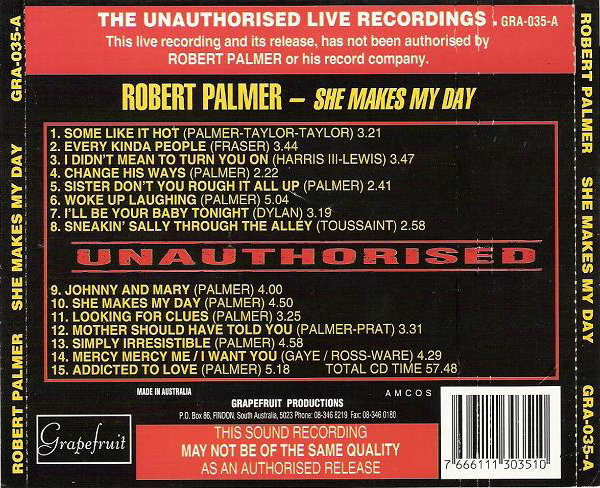 THE UNAUTHORISED LIVE RECORDINGS . GRA-035-A
This live recording and its release, has not been authorised by
ROBERT PALMER or his record company.
ROBERT PALMER – SHE MAKES MY DAY
1. SOME LIKE IT HOT (PALMER-TAYLOR-TAYLOR) 3.21
2. EVERY KINDA PEOPLE (FRASER) 3.44
3. I DIDN'T MEAN TO TURN YOU ON (HARRIS III-LEWIS) 3.47
4. CHANGE HIS WAYS (PALMER) 2.22
5. SISTER DON'T YOU ROUGH IT ALL UP (PALMER) 2.41
6. WOKE UP LAUGHING (PALMER) 5.04
7. I'LL BE YOUR BABY TONIGHT (DYLAN) 3.19
8. SNEAKIN' SALLY THROUGH THE ALLEY (TOUSSAINT) 2.58
UNAUTHORISED
9. JOHNNY AND MARY (PALMER) 4.00
10. SHE MAKES MY DAY (PALMER) 4.50
11. LOOKING FOR CLUES (PALMER) 3.25
12. MOTHER SHOULD HAVE TOLD YOU (PALMER-PRAT) 3.31
13. SIMPLY IRRESISTIBLE (PALMER) 4.58
14. MERCY MERCY ME / I WANT YOU (GAYE / ROSS-WARE) 4.29
15. ADDICTED TO LOVE (PALMER) 5.18 TOTAL CD TIME 57.48
MADE IN AUSTRALIA
AMCOS
GRAPEFRUIT PRODUCTIONS
P.O. Box 86, FINDON, South Australia, 5023 Phone: 08-346 6219 Fax: 08-346 0180
Grapefruit
THIS SOUND RECORDING
MAY NOT BE OF THE SAME QUALITY
AS AN AUTHORISED RELEASE
7 666111 303510
ROBERT PALMER SHE MAKES MY DAY GRA-035-A
ROBERT PALMER SHE MAKES MY DAY GRA-035-A